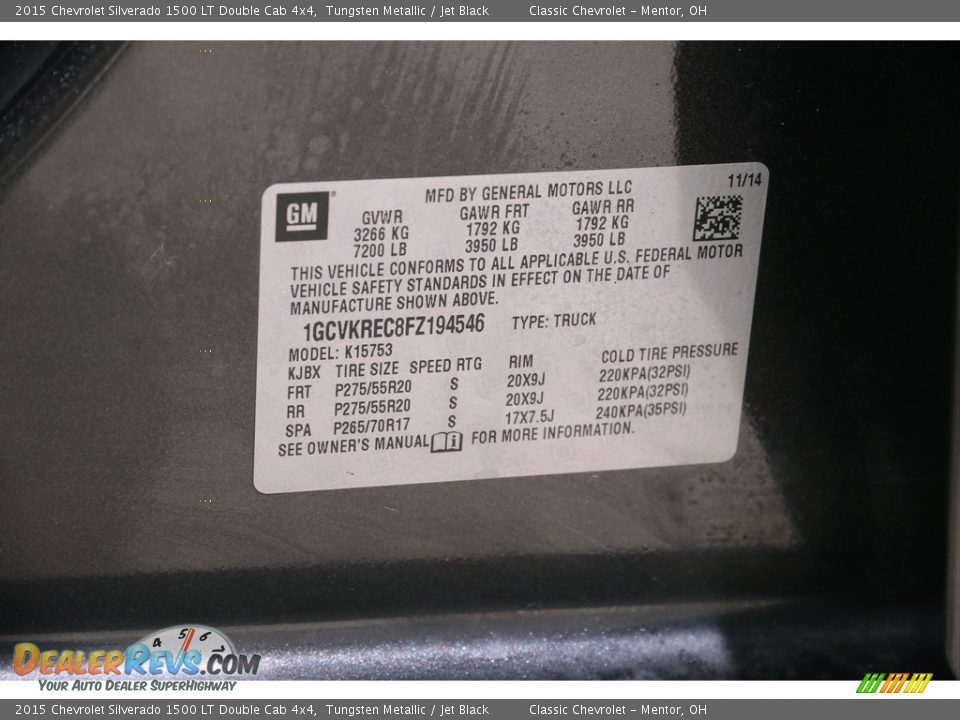 2015 Chevrolet Silverado 1500 LT Double Cab 4x4, Tungsten Metallic / Jet Black Classic Chevrolet - Mentor, OH
11/14
MFD BY GENERAL MOTORS LLC
GM
GVWR GAWR FRT GAWR RR
3266 KG 1792 KG 1792 KG
7200 LB 3950 LB 3950 LB
THIS VEHICLE CONFORMS TO ALL APPLICABLE U.S. FEDERAL MOTOR
VEHICLE SAFETY STANDARDS IN EFFECT ON THE DATE OF
MANUFACTURE SHOWN ABOVE.
1GCVKREC8FZ194546 TYPE: TRUCK
MODEL: K15753
KJBX TIRE SIZE SPEED RTG RIM COLD TIRE PRESSURE
FRT P275/55R20 S 20X9J 220KPA(32PSI)
RR P275/55R20 S 20X9J 220KPA(32PSI)
SPA P265/70R17 S 17X7.5J 240KPA(35PSI)
SEE OWNER'S MANUAL FOR MORE INFORMATION.
4 5 6 7
DEALERREVS.COM
YOUR AUTO DEALER SUPERHIGHWAY
2015 Chevrolet Silverado 1500 LT Double Cab 4x4, Tungsten Metallic / Jet Black Classic Chevrolet - Mentor, OH